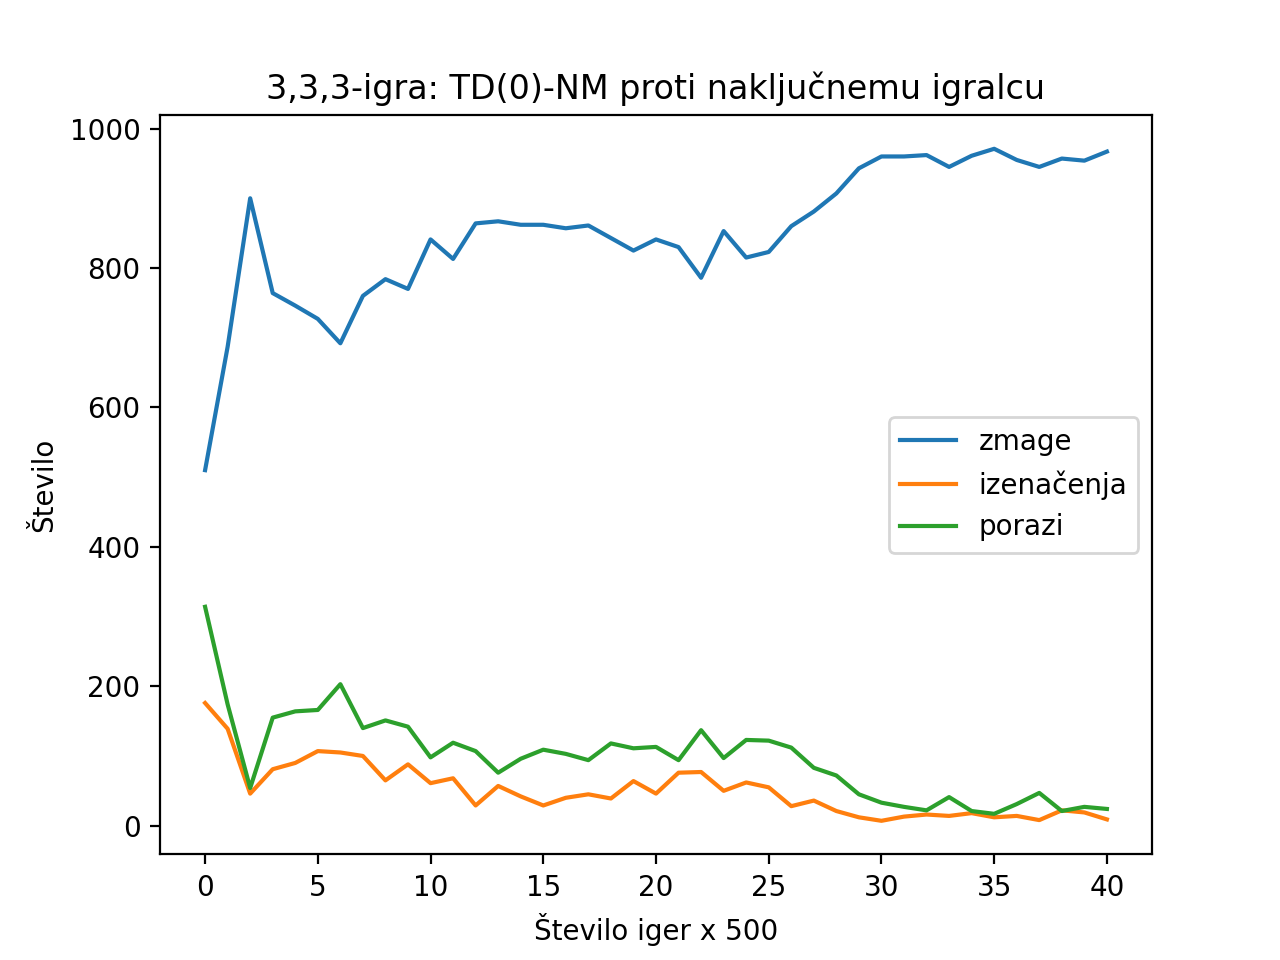 3,3,3-igra: TD(0)-NM proti naključnemu igralcu
1000
800
600
400
200
0
Število
zmage
izenačenja
porazi
0 5 10 15 20 25 30 35 40
Število iger x 500